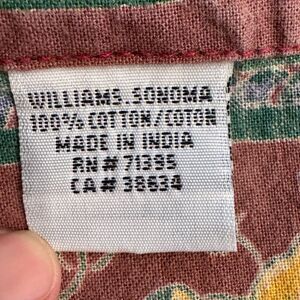 WILLIAMS.SONOMA
100% COTTON/COTON
MADE IN INDIA
RN # 71395
CA # 38634